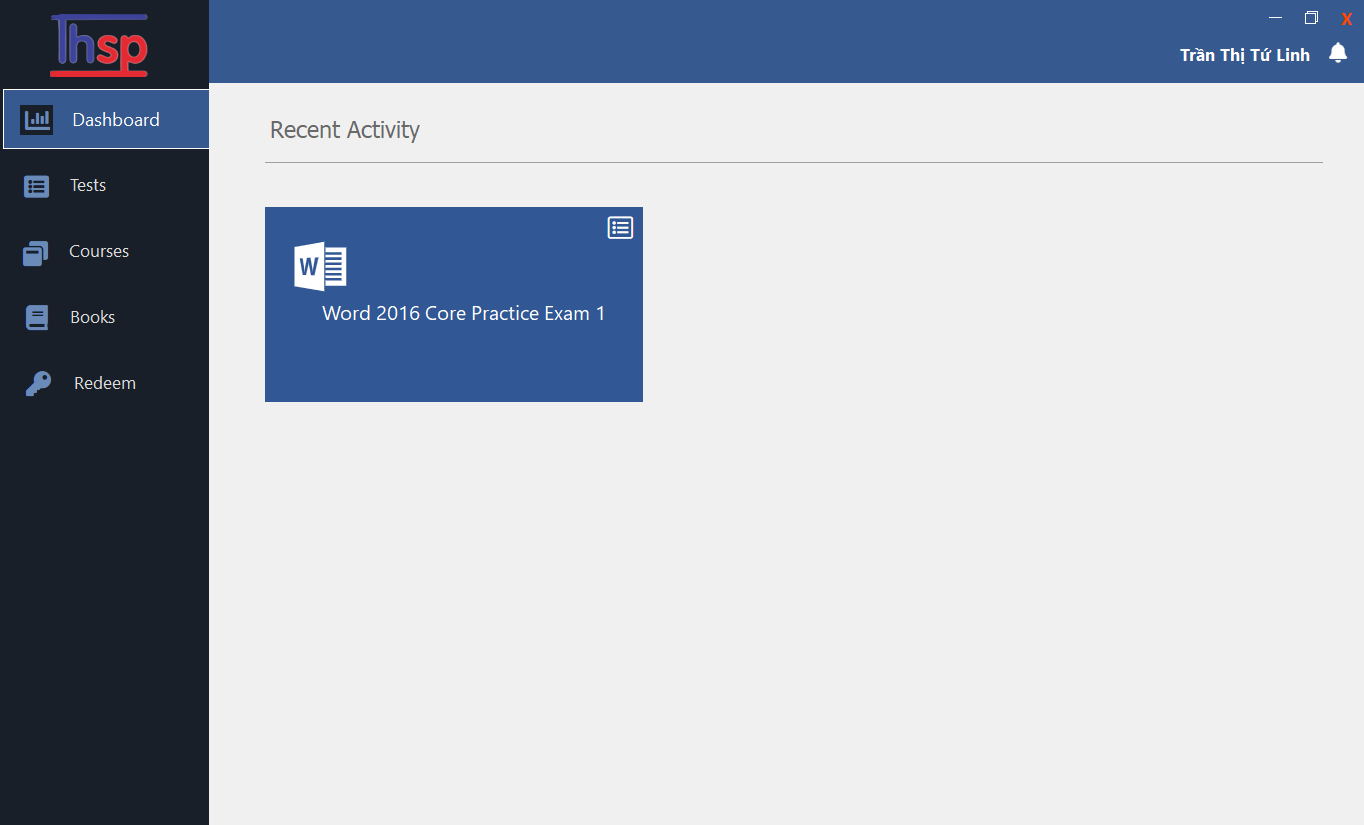 Thsp
X
Trần Thị Tứ Linh
Dashboard
Tests
Courses
Books
Redeem
Recent Activity
W
Word 2016 Core Practice Exam 1